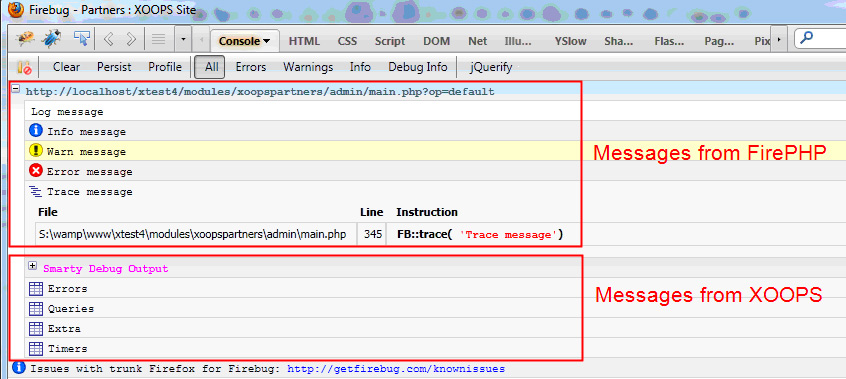 Firebug - Partners : XOOPS Site
Console HTML CSS Script DOM Net Illu... YSlow Sha... Flas... Pag... Pix
Clear Persist Profile All Errors Warnings Info Debug Info jQuerify
http://localhost/xtest4/modules/xoopspartners/admin/main.php?op=default
Log message
Info message
Warn message
Messages from FirePHP
Error message
Trace message
File Line Instruction
S:\wamp\www\xtest4\modules\xoopspartners\admin\main.php 345 FB::trace( 'Trace message')
Smarty Debug Output
Errors
Messages from XOOPS
Queries
Extra
Timers
Issues with trunk Firefox for Firebug: http://getfirebug.com/knownissues